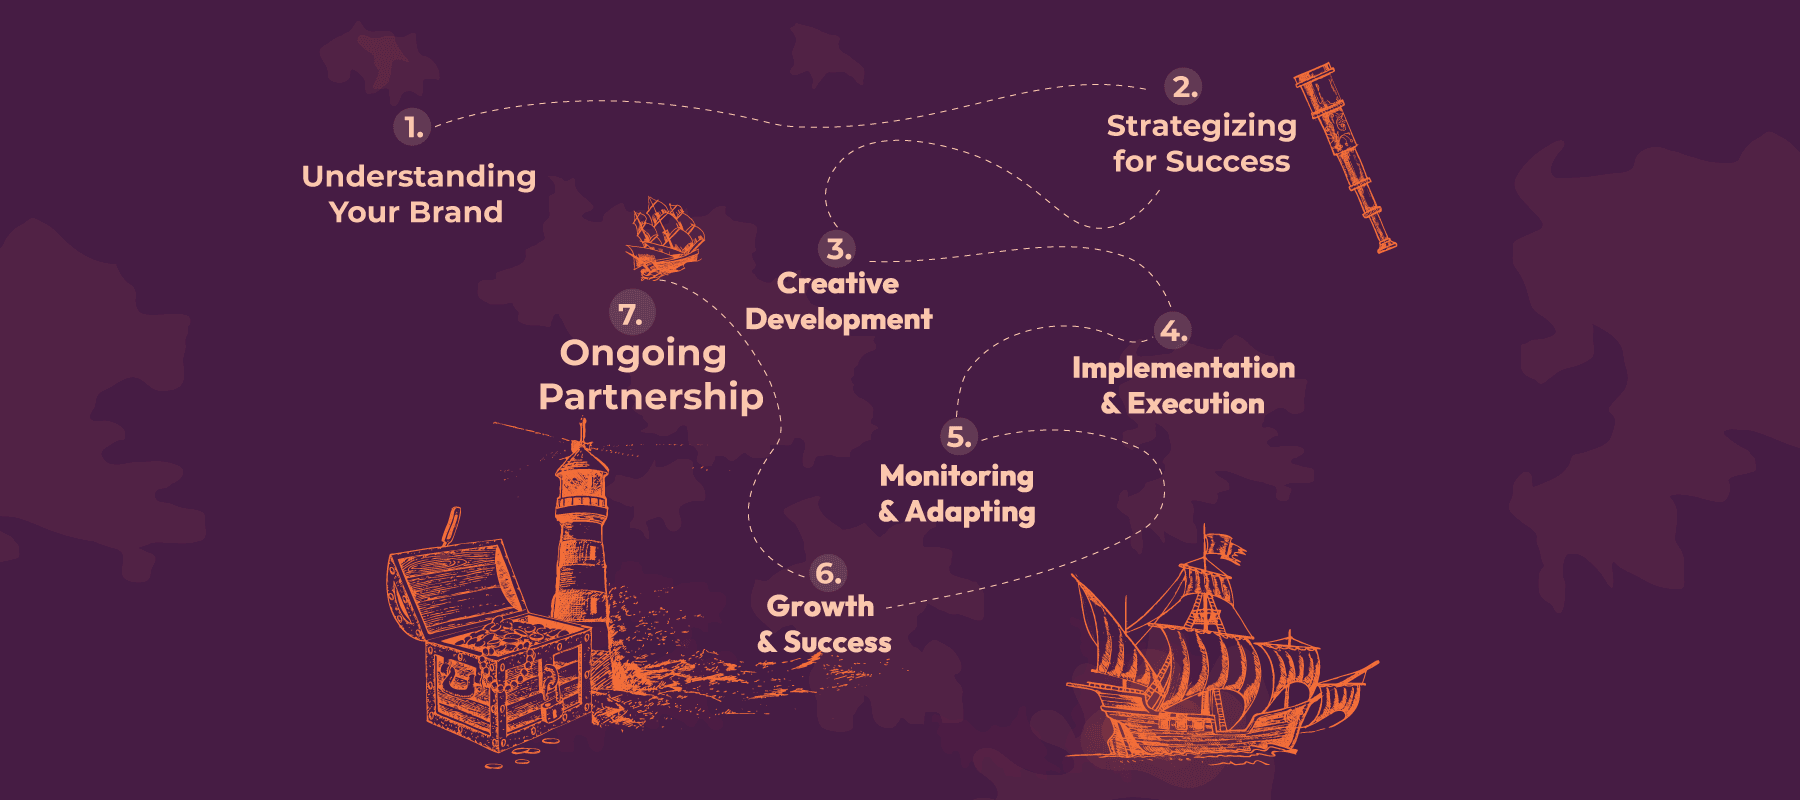 1.
Understanding
Your Brand
2.
Strategizing
for Success
3.
Creative
Development
4.
Implementation
& Execution
5.
Monitoring
& Adapting
6.
Growth
& Success
7.
Ongoing
Partnership